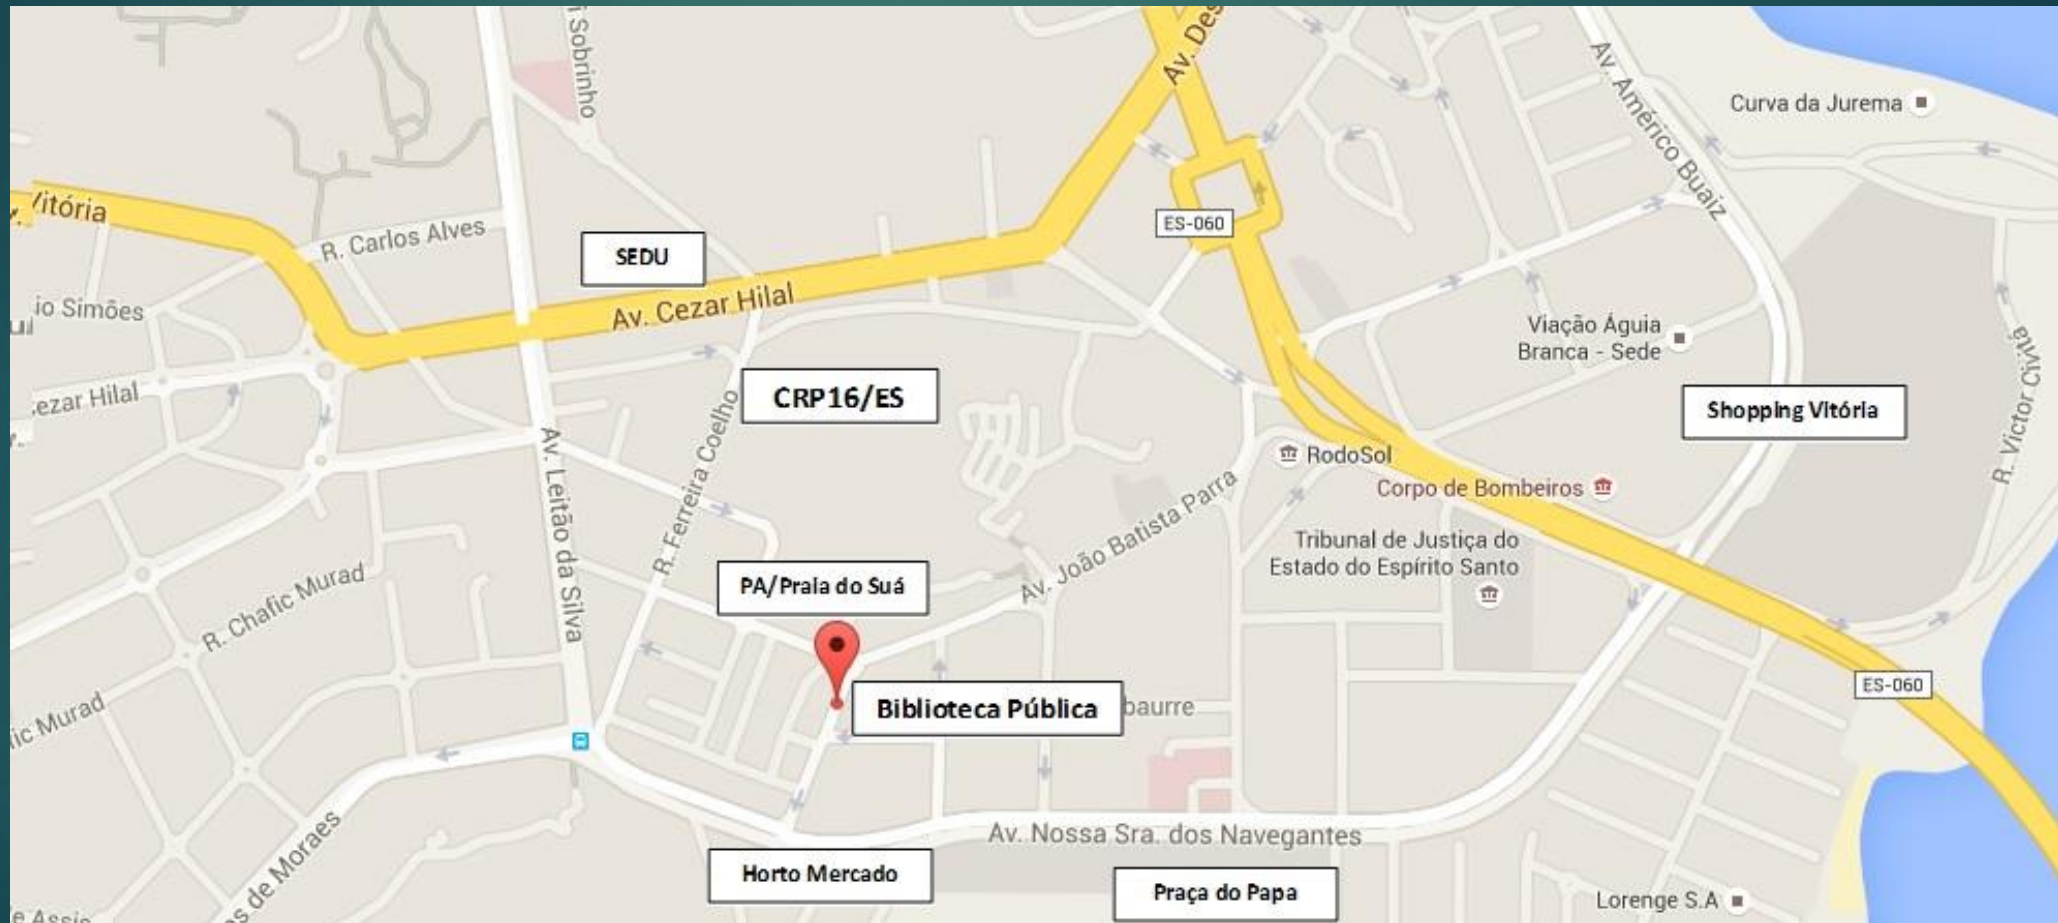 i Sobrinho
Av. Des
Av. Américo Buaiz
Curva da Jurema
Vitória
R. Carlos Alves
SEDU
ES-060
io Simões
Av. Cezar Hilal
Viação Águia
Branca - Sede
R. Victor Civita
ezar Hilal
CRP16/ES
Shopping Vitória
Av. Leitão da Silva
R. Ferreira Coelho
RodoSol
Corpo de Bombeiros
Av. João Batista Parra
Tribunal de Justiça do
Estado do Espírito Santo
R. Chafic Murad
PA/Praia do Suá
ES-060
Biblioteca Pública
baurre
fic Murad
Av. Nossa Sra. dos Navegantes
os de Moraes
Horto Mercado
Praça do Papa
Lorenge S.A
e Assis